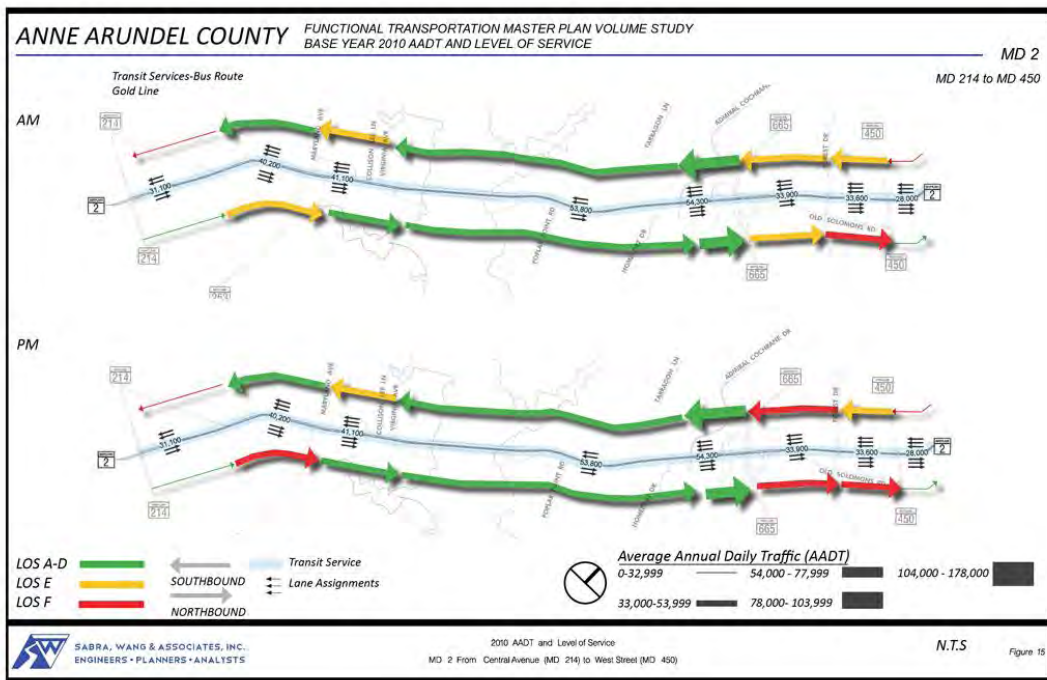 ANNE ARUNDEL COUNTY
FUNCTIONAL TRANSPORTATION MASTER PLAN VOLUME STUDY
BASE YEAR 2010 AADT AND LEVEL OF SERVICE
MD 2
MD 214 to MD 450
Transit Services-Bus Route
Gold Line
AM
214
MARYLAND AVE
COLLISON LN
VIRGINIA AVE
TARRAGON LN
ADMIRAL COCHRANE
665
450
2
31,100
40,200
41,100
53,800
54,300
33,900
33,600
28,000
2
POPLAR POINT RD
OLD SOLOMONS RD
214
665
450
PM
214
MARYLAND AVE
COLLISON LN
VIRGINIA AVE
TARRAGON LN
ADMIRAL COCHRANE DR
665
450
2
31,100
40,200
41,100
53,800
54,300
33,900
33,600
28,000
2
POPLAR POINT RD
OLD SOLOMONS
214
665
450
LOS A-D
LOS E
LOS F
SOUTHBOUND
NORTHBOUND
Transit Service
Lane Assignments
Average Annual Daily Traffic (AADT)
0-32,999
54,000 - 77,999
104,000 - 178,000
33,000-53,999
78,000- 103,999
SABRA, WANG & ASSOCIATES, INC.
ENGINEERS • PLANNERS • ANALYSTS
2010 AADT and Level of Service
MD 2 From Central Avenue (MD 214) to West Street (MD 450)
N.T.S
Figure 15